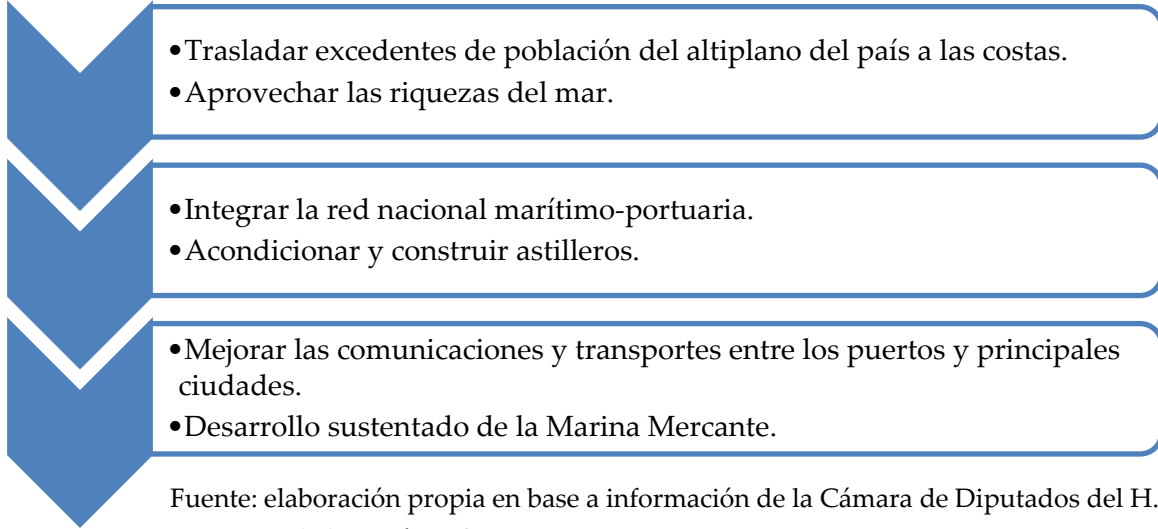 •Trasladar excedentes de población del altiplano del país a las costas.
•Aprovechar las riquezas del mar.
•Integrar la red nacional marítimo-portuaria.
•Acondicionar y construir astilleros.
•Mejorar las comunicaciones y transportes entre los puertos y principales
ciudades.
•Desarrollo sustentado de la Marina Mercante.
Fuente: elaboración propia en base a información de la Cámara de Diputados del H.